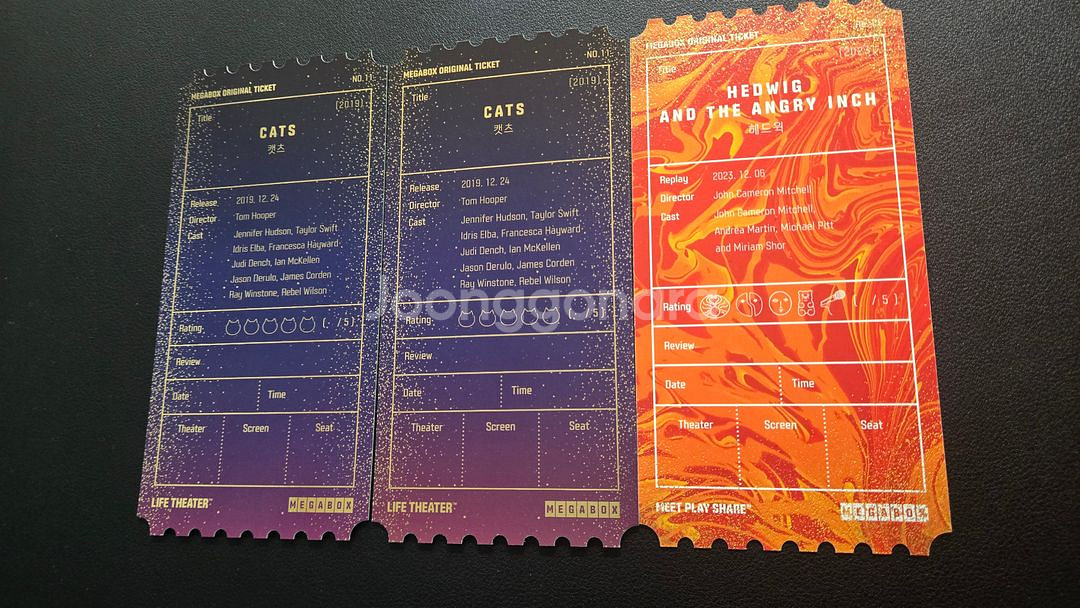 MEGABOX ORIGINAL TICKET
NO.11
Title
(2019)
CATS
캣츠
Release 2019. 12. 24
Director Tom Hooper
Cast Jennifer Hudson, Taylor Swift
Idris Elba, Francesca Hayward
Judi Dench, Ian McKellen
Jason Derulo, James Corden
Ray Winstone, Rebel Wilson
Rating ( / 5)
Review
Date Time
Theater Screen Seat
LIFE THEATER™ MEGABOX
MEGABOX ORIGINAL TICKET
NO.11
Title
(2019)
CATS
캣츠
Release 2019. 12. 24
Director Tom Hooper
Cast Jennifer Hudson, Taylor Swift
Idris Elba, Francesca Hayward
Judi Dench, Ian McKellen
Jason Derulo, James Corden
Ray Winstone, Rebel Wilson
Rating ( / 5)
Review
Date Time
Theater Screen Seat
LIFE THEATER™ MEGABOX
MEGABOX ORIGINAL TICKET
Title
(2023)
HEDWIG
AND THE ANGRY INCH
헤드윅
Replay 2023. 12. 06
Director John Cameron Mitchell
Cast John Cameron Mitchell,
Andrea Martin, Michael Pitt
and Miriam Shor
Rating ( / 5)
Review
Date Time
Theater Screen Seat
MEET PLAY SHARE™ MEGABOX
Joonggonara